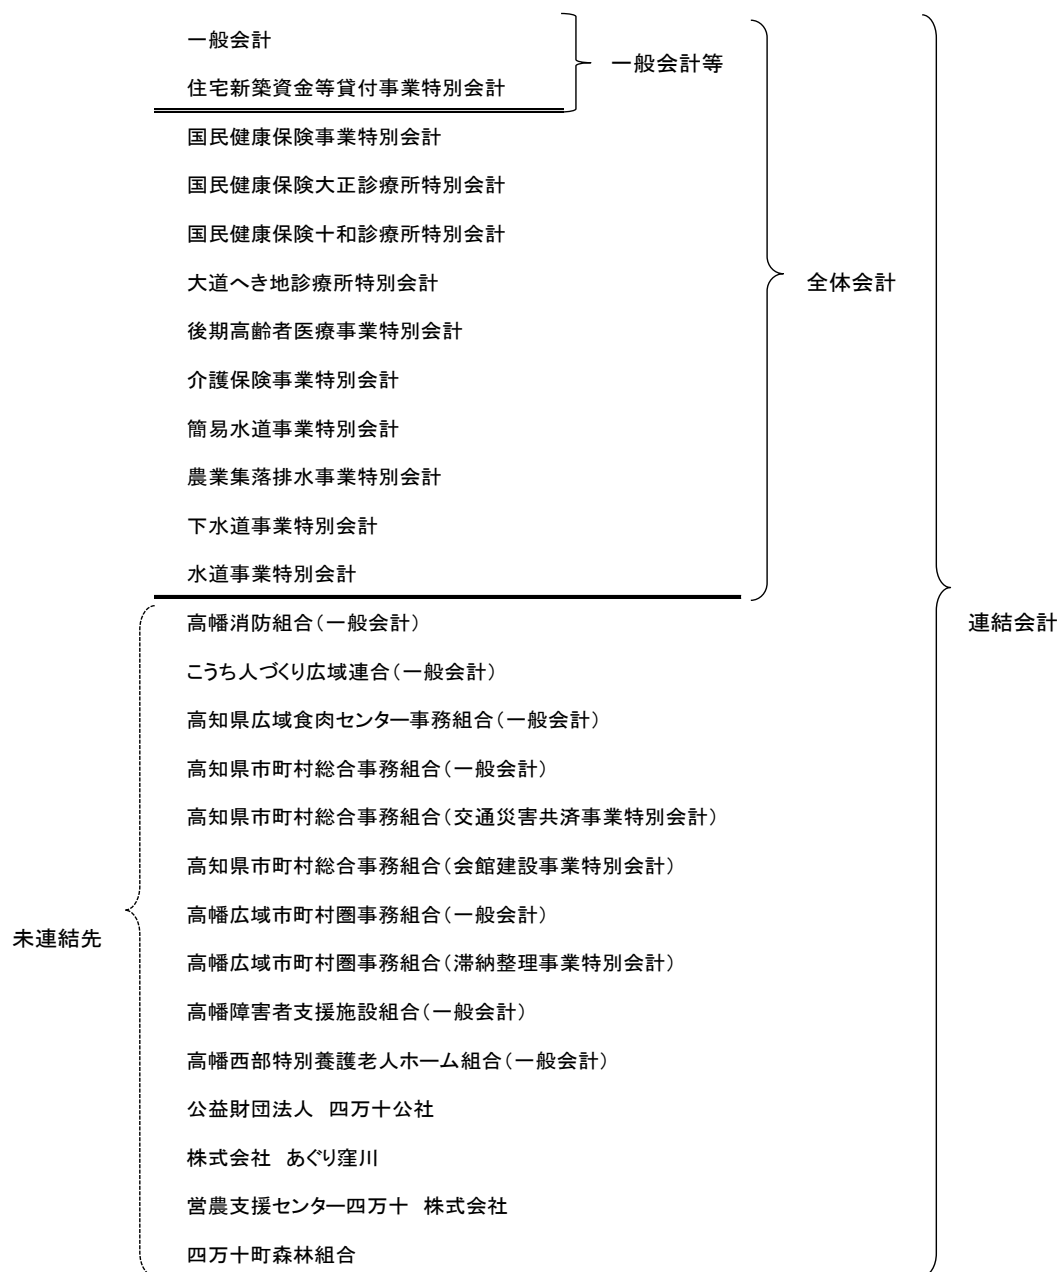 一般会計
一般会計等
住宅新築資金等貸付事業特別会計
国民健康保険事業特別会計
国民健康保険大正診療所特別会計
国民健康保険十和診療所特別会計
大道へき地診療所特別会計
全体会計
後期高齢者医療事業特別会計
介護保険事業特別会計
簡易水道事業特別会計
農業集落排水事業特別会計
下水道事業特別会計
水道事業特別会計
高幡消防組合(一般会計)
連結会計
こうち人づくり広域連合(一般会計)
高知県広域食肉センター事務組合(一般会計)
高知県市町村総合事務組合(一般会計)
高知県市町村総合事務組合(交通災害共済事業特別会計)
高知県市町村総合事務組合(会館建設事業特別会計)
高幡広域市町村圏事務組合(一般会計)
未連結先
高幡広域市町村圏事務組合(滞納整理事業特別会計)
高幡障害者支援施設組合(一般会計)
高幡西部特別養護老人ホーム組合(一般会計)
公益財団法人 四万十公社
株式会社 あぐり窪川
営農支援センター四万十 株式会社
四万十町森林組合